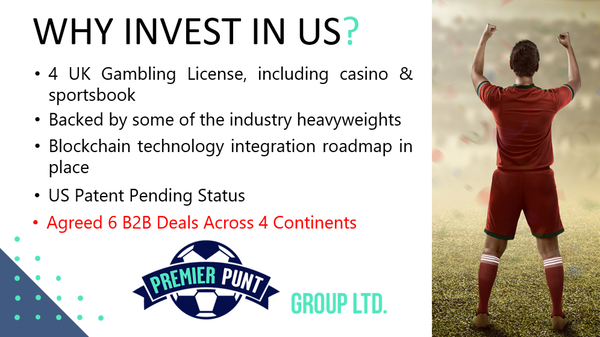 WHY INVEST IN US?
• 4 UK Gambling License, including casino &
sportsbook
• Backed by some of the industry heavyweights
• Blockchain technology integration roadmap in
place
• US Patent Pending Status
• Agreed 6 B2B Deals Across 4 Continents
PREMIER PUNT
GROUP LTD.